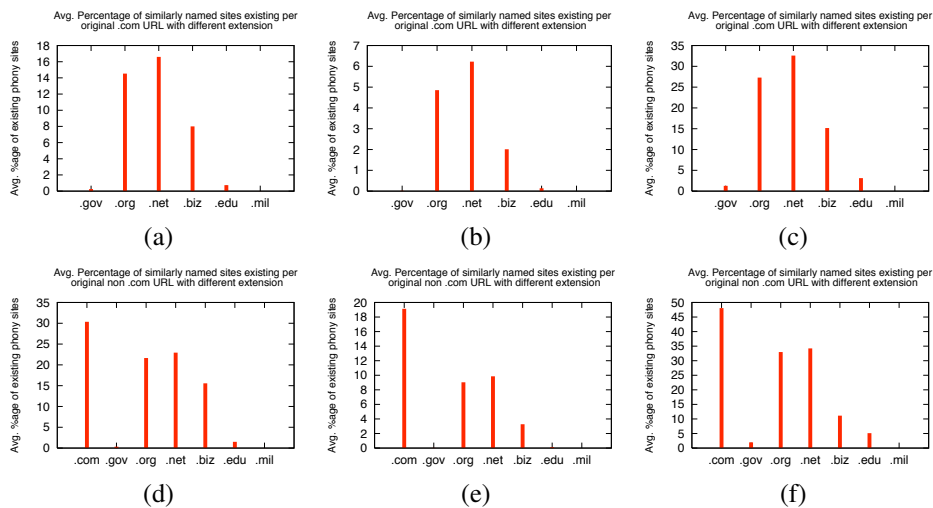 Avg. Percentage of similarly named sites existing per
original .com URL with different extension
Avg. %age of existing phony sites
18
16
14
12
10
8
6
4
2
0
.gov .org .net .biz .edu .mil
(a)
Avg. Percentage of similarly named sites existing per
original .com URL with different extension
Avg. %age of existing phony sites
7
6
5
4
3
2
1
0
.gov .org .net .biz .edu .mil
(b)
Avg. Percentage of similarly named sites existing per
original .com URL with different extension
Avg. %age of existing phony sites
35
30
25
20
15
10
5
0
.gov .org .net .biz .edu .mil
(c)
Avg. Percentage of similarly named sites existing per
original non .com URL with different extension
Avg. %age of existing phony sites
35
30
25
20
15
10
5
0
.com .gov .org .net .biz .edu .mil
(d)
Avg. Percentage of similarly named sites existing per
original non .com URL with different extension
Avg. %age of existing phony sites
20
18
16
14
12
10
8
6
4
2
0
.com .gov .org .net .biz .edu .mil
(e)
Avg. Percentage of similarly named sites existing per
original non .com URL with different extension
Avg. %age of existing phony sites
50
45
40
35
30
25
20
15
10
5
0
.com .gov .org .net .biz .edu .mil
(f)